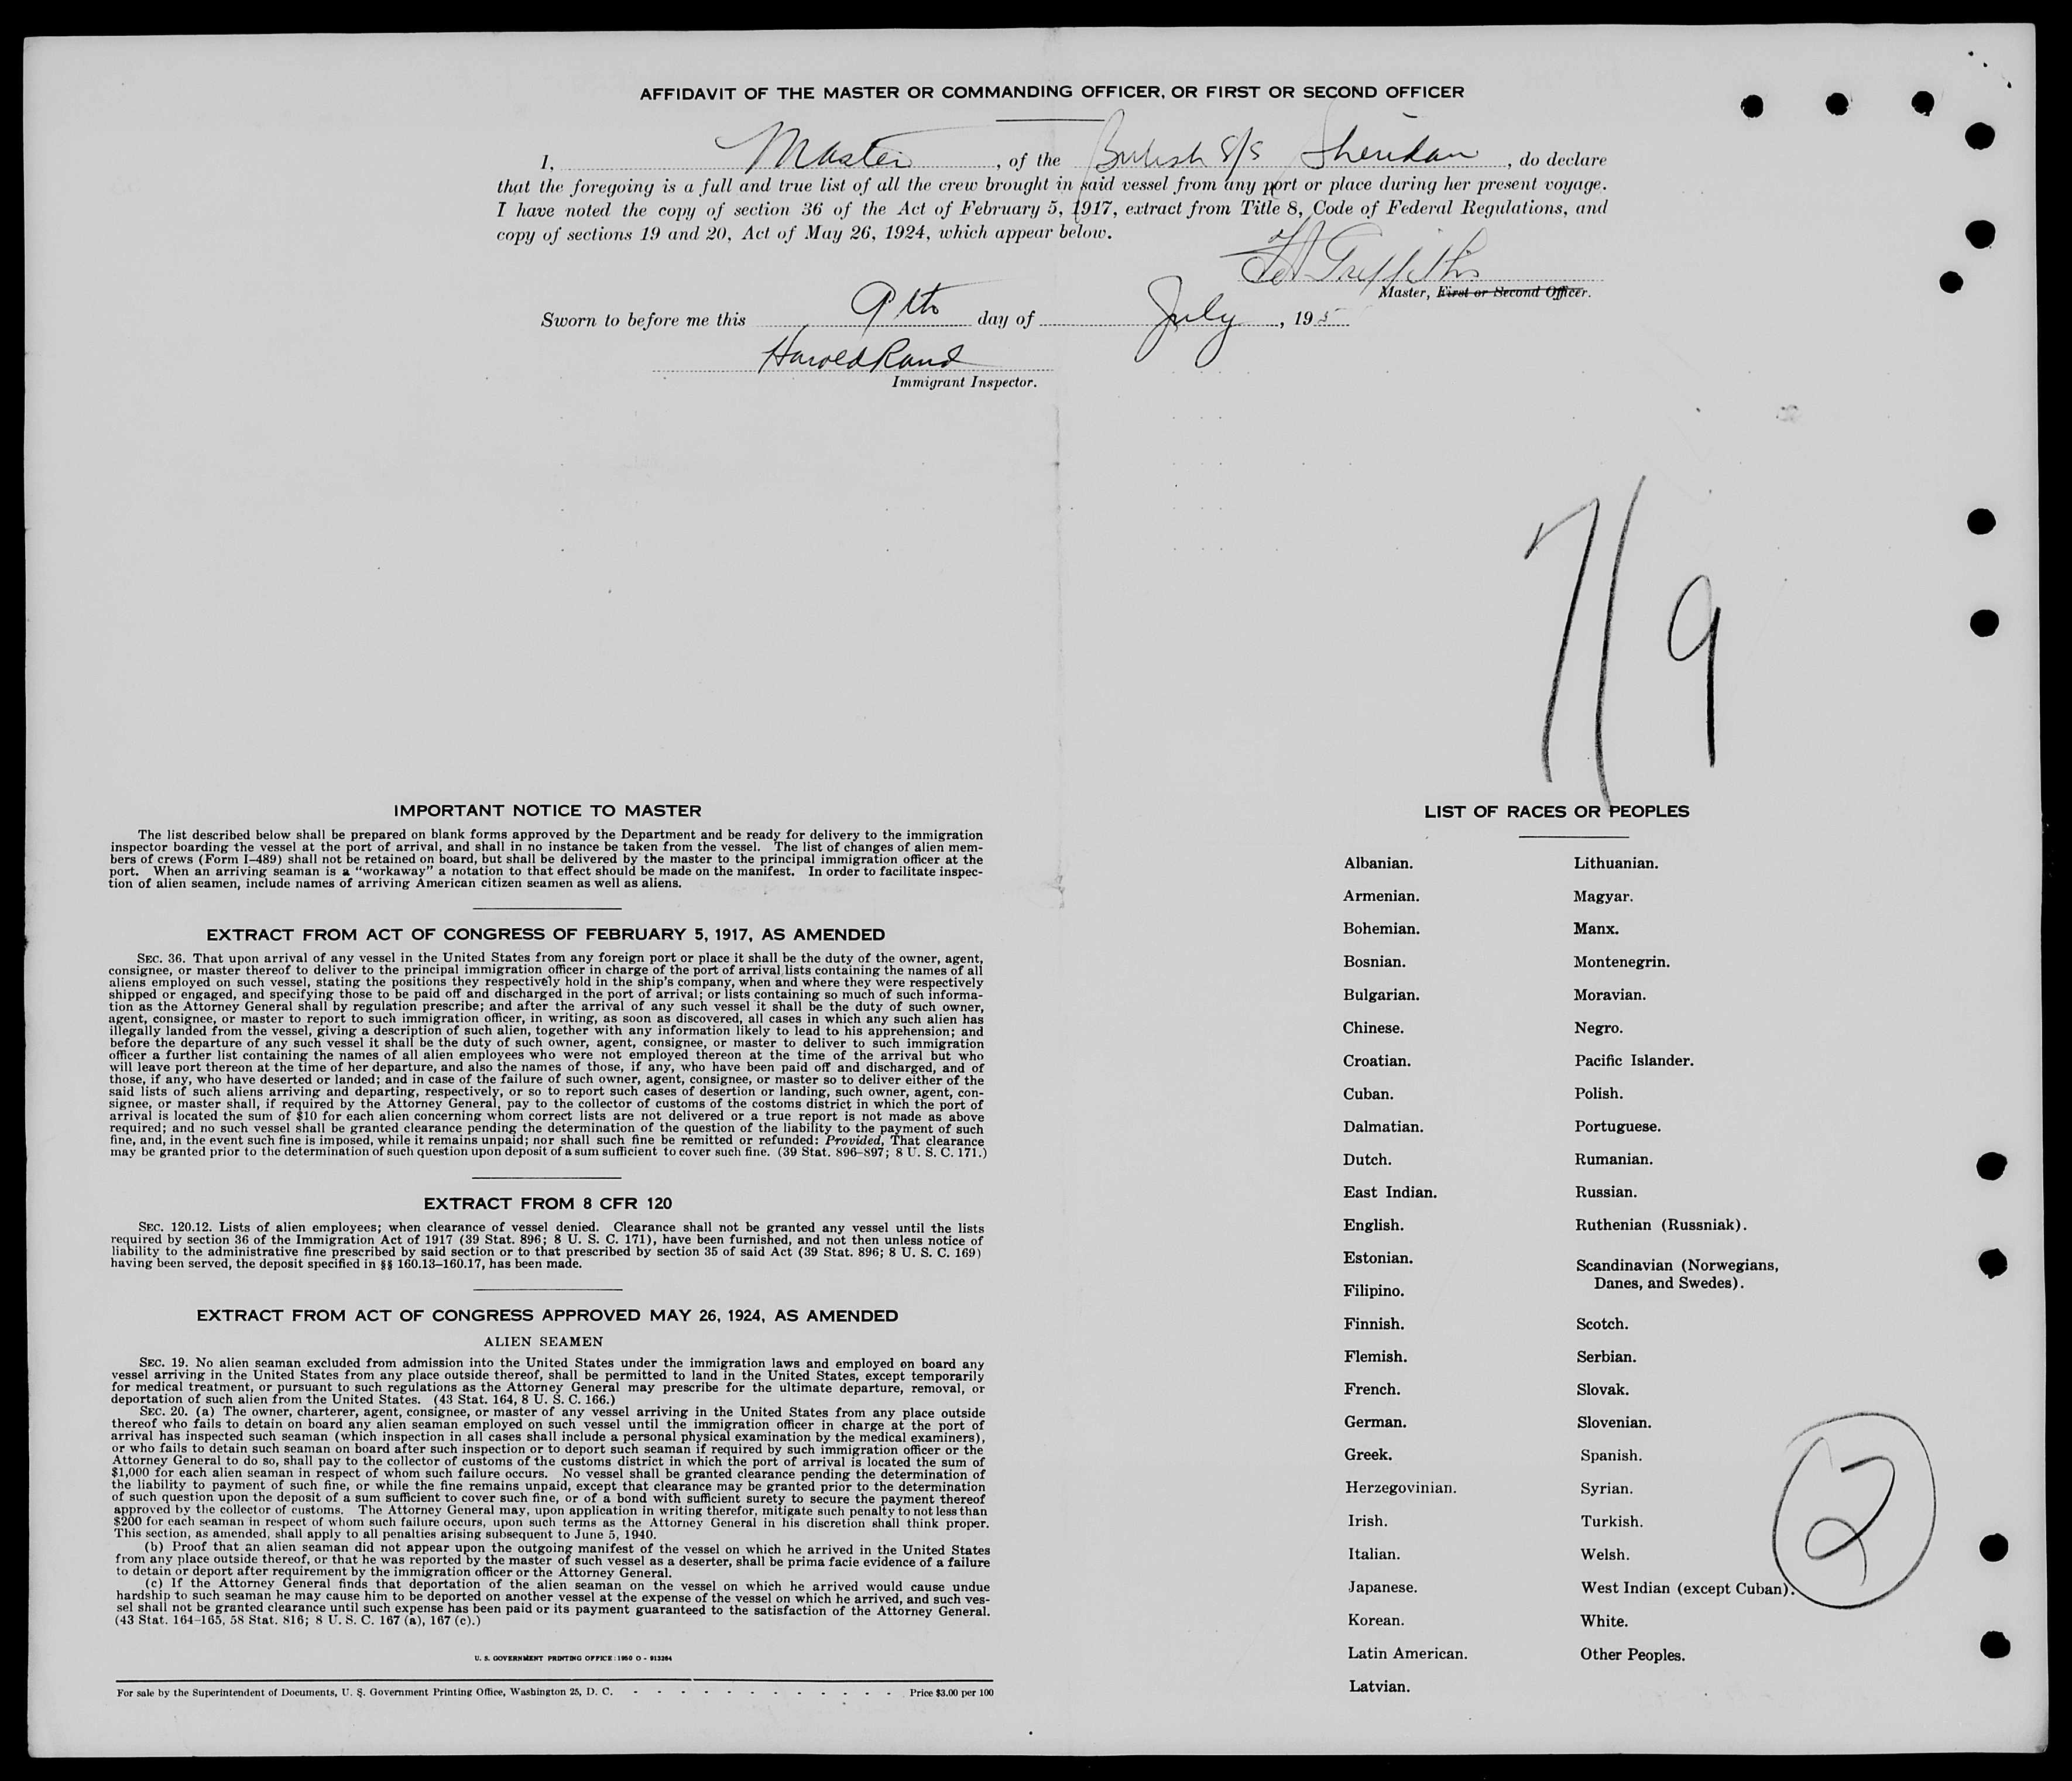 AFFIDAVIT OF THE MASTER OR COMMANDING OFFICER, OR FIRST OR SECOND OFFICER
I, Master, of the British S/S Sheridan, do declare
that the foregoing is a full and true list of all the crew brought in said vessel from any port or place during her present voyage.
I have noted the copy of section 36 of the Act of February 5, 1917, extract from Title 8, Code of Federal Regulations, and
copy of sections 19 and 20, Act of May 26, 1924, which appear below.
Griffiths
Master, First or Second Officer.
Sworn to before me this 9th day of July, 195
Harold Rand
Immigrant Inspector.
7/9
IMPORTANT NOTICE TO MASTER
The list described below shall be prepared on blank forms approved by the Department and be ready for delivery to the immigration
inspector boarding the vessel at the port of arrival, and shall in no instance be taken from the vessel. The list of changes of alien mem-
bers of crews (Form I-489) shall not be retained on board, but shall be delivered by the master to the principal immigration officer at the
port. When an arriving seaman is a "workaway" a notation to that effect should be made on the manifest. In order to facilitate inspec-
tion of alien seamen, include names of arriving American citizen seamen as well as aliens.
EXTRACT FROM ACT OF CONGRESS OF FEBRUARY 5, 1917, AS AMENDED
SEC. 36. That upon arrival of any vessel in the United States from any foreign port or place it shall be the duty of the owner, agent,
consignee, or master thereof to deliver to the principal immigration officer in charge of the port of arrival lists containing the names of all
aliens employed on such vessel, stating the positions they respectively hold in the ship's company, when and where they were respectively
shipped or engaged, and specifying those to be paid off and discharged in the port of arrival; or lists containing so much of such informa-
tion as the Attorney General shall by regulation prescribe; and after the arrival of any such vessel it shall be the duty of such owner,
agent, consignee, or master to report to such immigration officer, in writing, as soon as discovered, all cases in which any such alien has
illegally landed from the vessel, giving a description of such alien, together with any information likely to lead to his apprehension; and
before the departure of any such vessel it shall be the duty of such owner, agent, consignee, or master to deliver to such immigration
officer a further list containing the names of all alien employees who were not employed thereon at the time of the arrival but who
will leave port thereon at the time of her departure, and also the names of those, if any, who have been paid off and discharged, and of
those, if any, who have deserted or landed; and in case of the failure of such owner, agent, consignee, or master so to deliver either of the
said lists of such aliens arriving and departing, respectively, or so to report such cases of desertion or landing, such owner, agent, con-
signee, or master shall, if required by the Attorney General, pay to the collector of customs of the costoms district in which the port of
arrival is located the sum of $10 for each alien concerning whom correct lists are not delivered or a true report is not made as above
required; and no such vessel shall be granted clearance pending the determination of the question of the liability to the payment of such
fine, and, in the event such fine is imposed, while it remains unpaid; nor shall such fine be remitted or refunded: Provided, That clearance
may be granted prior to the determination of such question upon deposit of a sum sufficient to cover such fine. (39 Stat. 896-897; 8 U. S. C. 171.)
EXTRACT FROM 8 CFR 120
SEC. 120.12. Lists of alien employees; when clearance of vessel denied. Clearance shall not be granted any vessel until the lists
required by section 36 of the Immigration Act of 1917 (39 Stat. 896; 8 U. S. C. 171), have been furnished, and not then unless notice of
liability to the administrative fine prescribed by said section or to that prescribed by section 35 of said Act (39 Stat. 896; 8 U. S. C. 169)
having been served, the deposit specified in §§ 160.13-160.17, has been made.
EXTRACT FROM ACT OF CONGRESS APPROVED MAY 26, 1924, AS AMENDED
ALIEN SEAMEN
SEC. 19. No alien seaman excluded from admission into the United States under the immigration laws and employed on board any
vessel arriving in the United States from any place outside thereof, shall be permitted to land in the United States, except temporarily
for medical treatment, or pursuant to such regulations as the Attorney General may prescribe for the ultimate departure, removal, or
deportation of such alien from the United States. (43 Stat. 164, 8 U. S. C. 166.)
SEC. 20. (a) The owner, charterer, agent, consignee, or master of any vessel arriving in the United States from any place outside
thereof who fails to detain on board any alien seaman employed on such vessel until the immigration officer in charge at the port of
arrival has inspected such seaman (which inspection in all cases shall include a personal physical examination by the medical examiners),
or who fails to detain such seaman on board after such inspection or to deport such seaman if required by such immigration officer or the
Attorney General to do so, shall pay to the collector of customs of the customs district in which the port of arrival is located the sum of
$1,000 for each alien seaman in respect of whom such failure occurs. No vessel shall be granted clearance pending the determination of
the liability to payment of such fine, or while the fine remains unpaid, except that clearance may be granted prior to the determination
of such question upon the deposit of a sum sufficient to cover such fine, or of a bond with sufficient surety to secure the payment thereof
approved by the collector of customs. The Attorney General may, upon application in writing therefor, mitigate such penalty to not less than
$200 for each seaman in respect of whom such failure occurs, upon such terms as the Attorney General in his discretion shall think proper.
This section, as amended, shall apply to all penalties arising subsequent to June 5, 1940.
(b) Proof that an alien seaman did not appear upon the outgoing manifest of the vessel on which he arrived in the United States
from any place outside thereof, or that he was reported by the master of such vessel as a deserter, shall be prima facie evidence of a failure
to detain or deport after requirement by the immigration officer or the Attorney General.
(c) If the Attorney General finds that deportation of the alien seaman on the vessel on which he arrived would cause undue
hardship to such seaman he may cause him to be deported on another vessel at the expense of the vessel on which he arrived, and such ves-
sel shall not be granted clearance until such expense has been paid or its payment guaranteed to the satisfaction of the Attorney General.
(43 Stat. 164-165, 58 Stat. 816; 8 U. S. C. 167 (a), 167 (c).)
U. S. GOVERNMENT PRINTING OFFICE: 1950 O - 913264
For sale by the Superintendent of Documents, U. S. Government Printing Office, Washington 25, D. C. - - - - - - - - - - - - Price $3.00 per 100
LIST OF RACES OR PEOPLES
Albanian.
Armenian.
Bohemian.
Bosnian.
Bulgarian.
Chinese.
Croatian.
Cuban.
Dalmatian.
Dutch.
East Indian.
English.
Estonian.
Filipino.
Finnish.
Flemish.
French.
German.
Greek.
Herzegovinian.
Irish.
Italian.
Japanese.
Korean.
Latin American.
Latvian.
Lithuanian.
Magyar.
Manx.
Montenegrin.
Moravian.
Negro.
Pacific Islander.
Polish.
Portuguese.
Rumanian.
Russian.
Ruthenian (Russniak).
Scandinavian (Norwegians,
Danes, and Swedes).
Scotch.
Serbian.
Slovak.
Slovenian.
Spanish.
Syrian.
Turkish.
Welsh.
West Indian (except Cuban).
White.
Other Peoples.
2